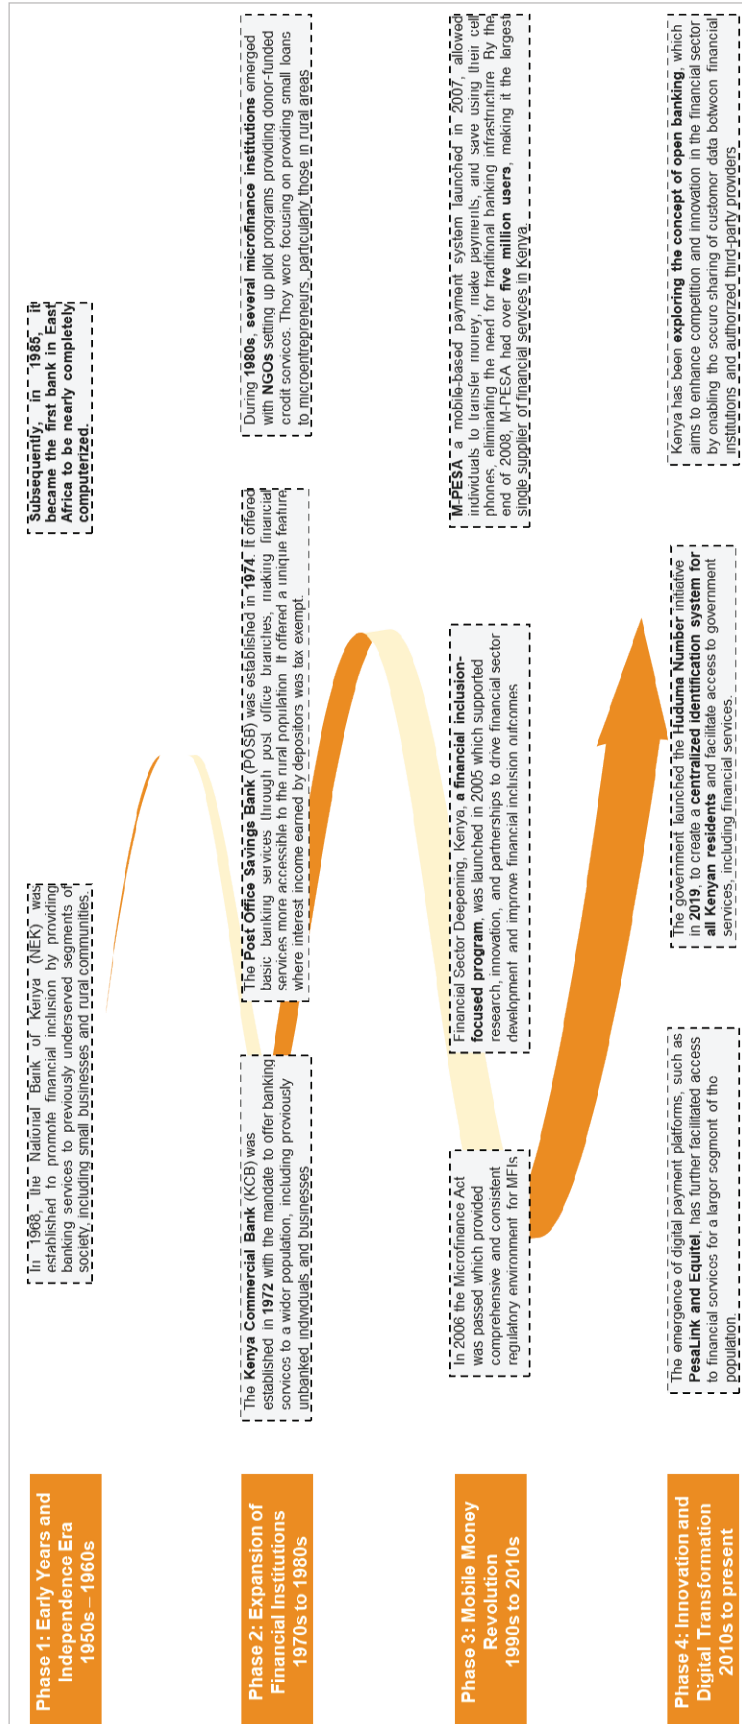 Phase 1: Early Years and
Independence Era
1950s – 1960s
In 1968, the National Bank of Kenya (NEK) was
established to promote financial inclusion by providing
banking services to previously underserved segments of
society, including small businesses and rural communities.
Subsequently, in 1985, it
became the first bank in East
Africa to be nearly completely
computerized.
Phase 2: Expansion of
Financial Institutions
1970s to 1980s
The Kenya Commercial Bank (KCB) was
established in 1972 with the mandate to offer banking
services to a wider population, including previously
unbanked individuals and businesses
The Post Office Savings Bank (POSB) was established in 1974. It offered
basic banking services through post office branches, making financial
services more accessible to the rural population It offered a unique feature
where interest income earned by depositors was tax exempt.
During 1980s, several microfinance institutions emerged
with NGOs setting up pilot programs providing donor-funded
credit services. They were focusing on providing small loans
to microentrepreneurs, particularly those in rural areas
Phase 3: Mobile Money
Revolution
1990s to 2010s
In 2006 the Microfinance Act
was passed which provided
comprehensive and consistent
regulatory environment for MFIs
Financial Sector Deepening, Kenya, a financial inclusion-
focused program, was launched in 2005 which supported
research, innovation, and partnerships to drive financial sector
development and improve financial inclusion outcomes
M-PESA a mobile-based payment system launched in 2007, allowed
individuals to transfer money, make payments, and save using their cell
phones, eliminating the need for traditional banking infrastructure By the
end of 2008, M-PESA had over five million users, making it the largest
single supplier of financial services in Kenya.
Phase 4: Innovation and
Digital Transformation
2010s to present
The emergence of digital payment platforms, such as
PesaLink and Equitel, has further facilitated access
to financial services for a larger segment of the
population
The government launched the Huduma Number initiative
in 2019, to create a centralized identification system for
all Kenyan residents and facilitate access to government
services, including financial services.
Kenya has been exploring the concept of open banking, which
aims to enhance competition and innovation in the financial sector
by enabling the secure sharing of customer data between financial
institutions and authorized third-party providers